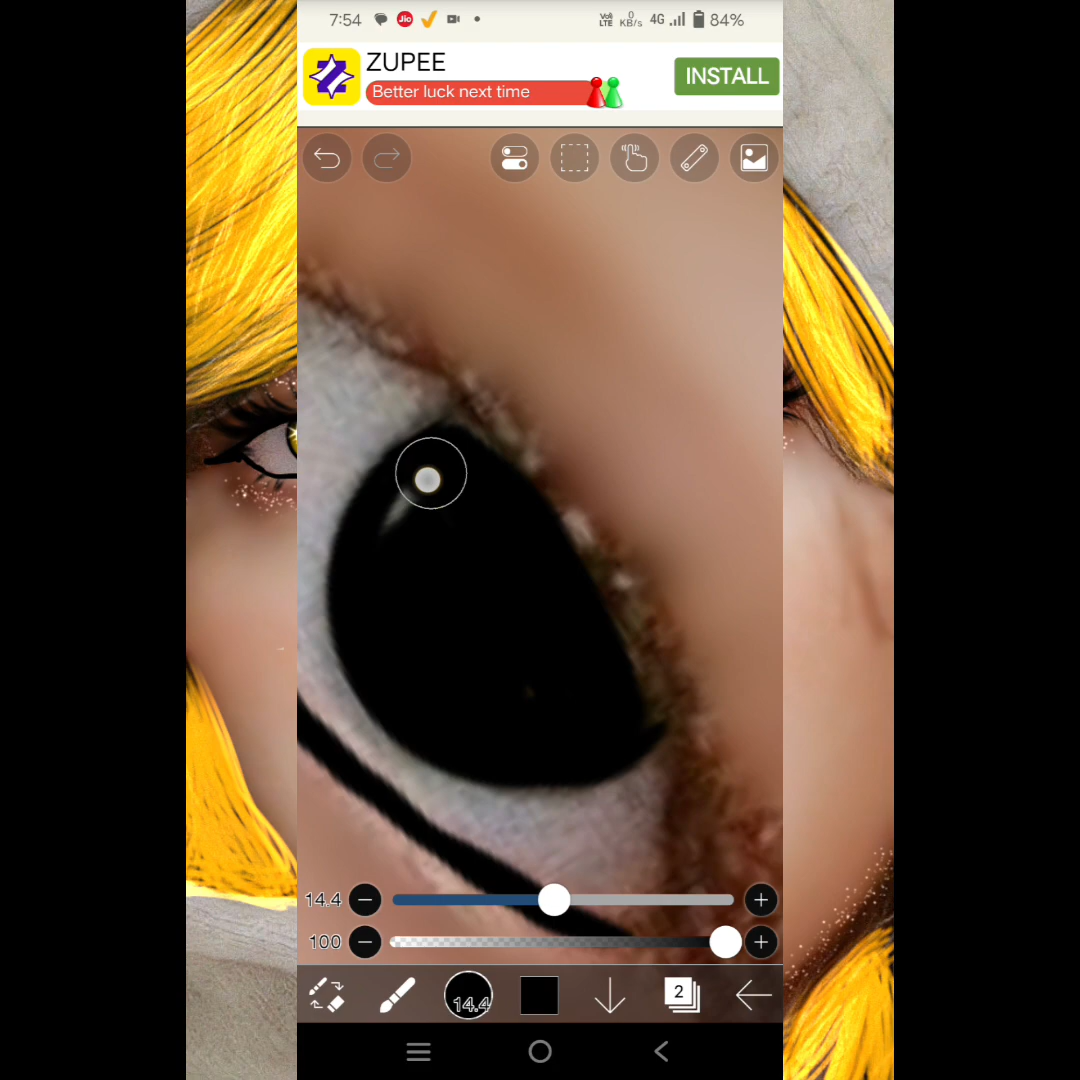 7:54 Jio VoI) LTE 0 KB/s 4G 84%
ZUPEE
Better luck next time
INSTALL
14.4
100
14.4
2